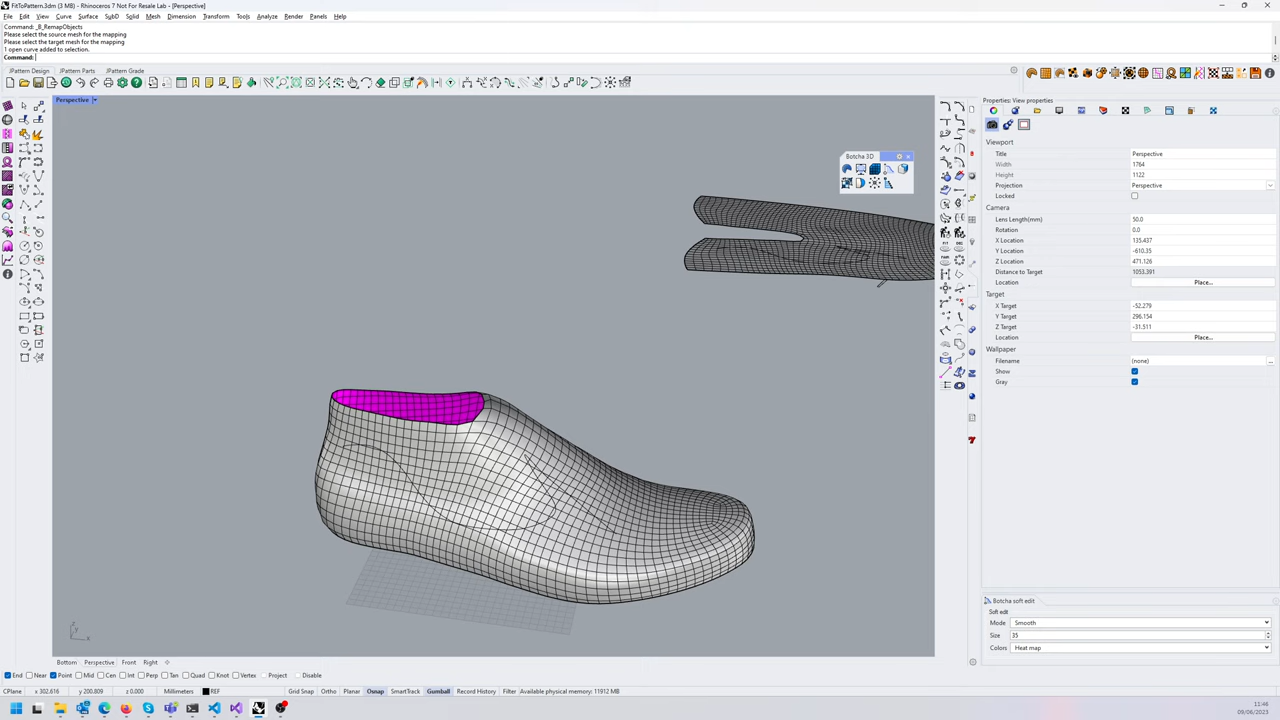 FitToPattern.3dm (3 MB) - Rhinoceros 7 Not For Resale Lab - [Perspective]
File Edit View Curve Surface SubD Solid Mesh Dimension Transform Tools Analyze Render Panels Help
Command: _B_RemapObjects
Please select the source mesh for the mapping
Please select the target mesh for the mapping
1 open curve added to selection.
Command:
JPattern Design JPattern Parts JPattern Grade
Perspective
Properties: View properties
Botcha 3D
Viewport
Title Perspective
Width 1764
Height 1122
Projection Perspective
Locked
Camera
Lens Length(mm) 50.0
Rotation 0.0
X Location 135.437
Y Location -610.35
Z Location 471.126
Distance to Target 1053.391
Location Place...
Target
X Target -52.279
Y Target 296.154
Z Target -31.511
Location Place...
Wallpaper
Filename (none) ...
Show
Gray
Botcha soft edit
Soft edit
Mode Smooth
Size 35
Colors Heat map
z
y
x
Bottom Perspective Front Right
End Near Point Mid Cen Int Perp Tan Quad Knot Vertex Project Disable
CPlane x 302.616 y 200.809 z 0.000 Millimeters REF Grid Snap Ortho Planar Osnap SmartTrack Gumball Record History Filter Available physical memory: 11912 MB
11:46
09/06/2023